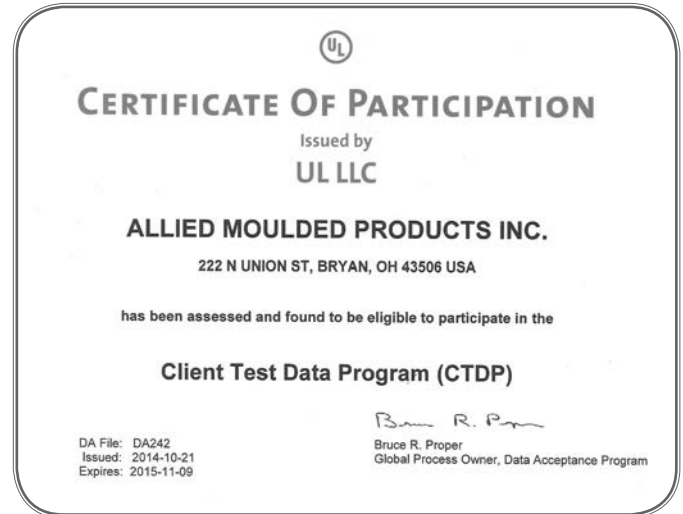 UL
CERTIFICATE OF PARTICIPATION
Issued by
UL LLC
ALLIED MOULDED PRODUCTS INC.
222 N UNION ST, BRYAN, OH 43506 USA
has been assessed and found to be eligible to participate in the
Client Test Data Program (CTDP)
Bruce R. Proper
Global Process Owner, Data Acceptance Program
DA File: DA242
Issued: 2014-10-21
Expires: 2015-11-09